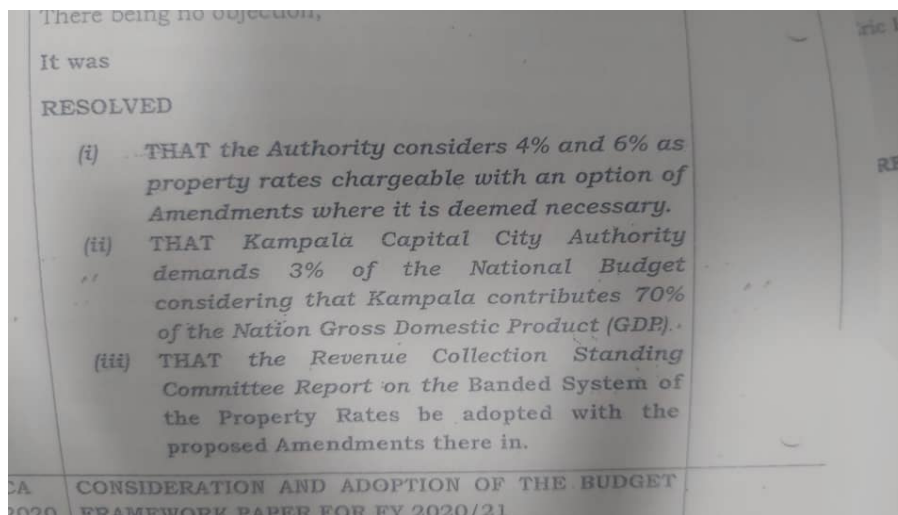 There being no objection,
It was
RESOLVED
(i) THAT the Authority considers 4% and 6% as
property rates chargeable with an option of
Amendments where it is deemed necessary.
(ii) THAT Kampala Capital City Authority
demands 3% of the National Budget
considering that Kampala contributes 70%
of the Nation Gross Domestic Product (GDP).
(iii) THAT the Revenue Collection Standing
Committee Report on the Banded System of
the Property Rates be adopted with the
proposed Amendments there in.
CA CONSIDERATION AND ADOPTION OF THE BUDGET
2020 FRAMEWORK PAPER FOR FY 2020/21